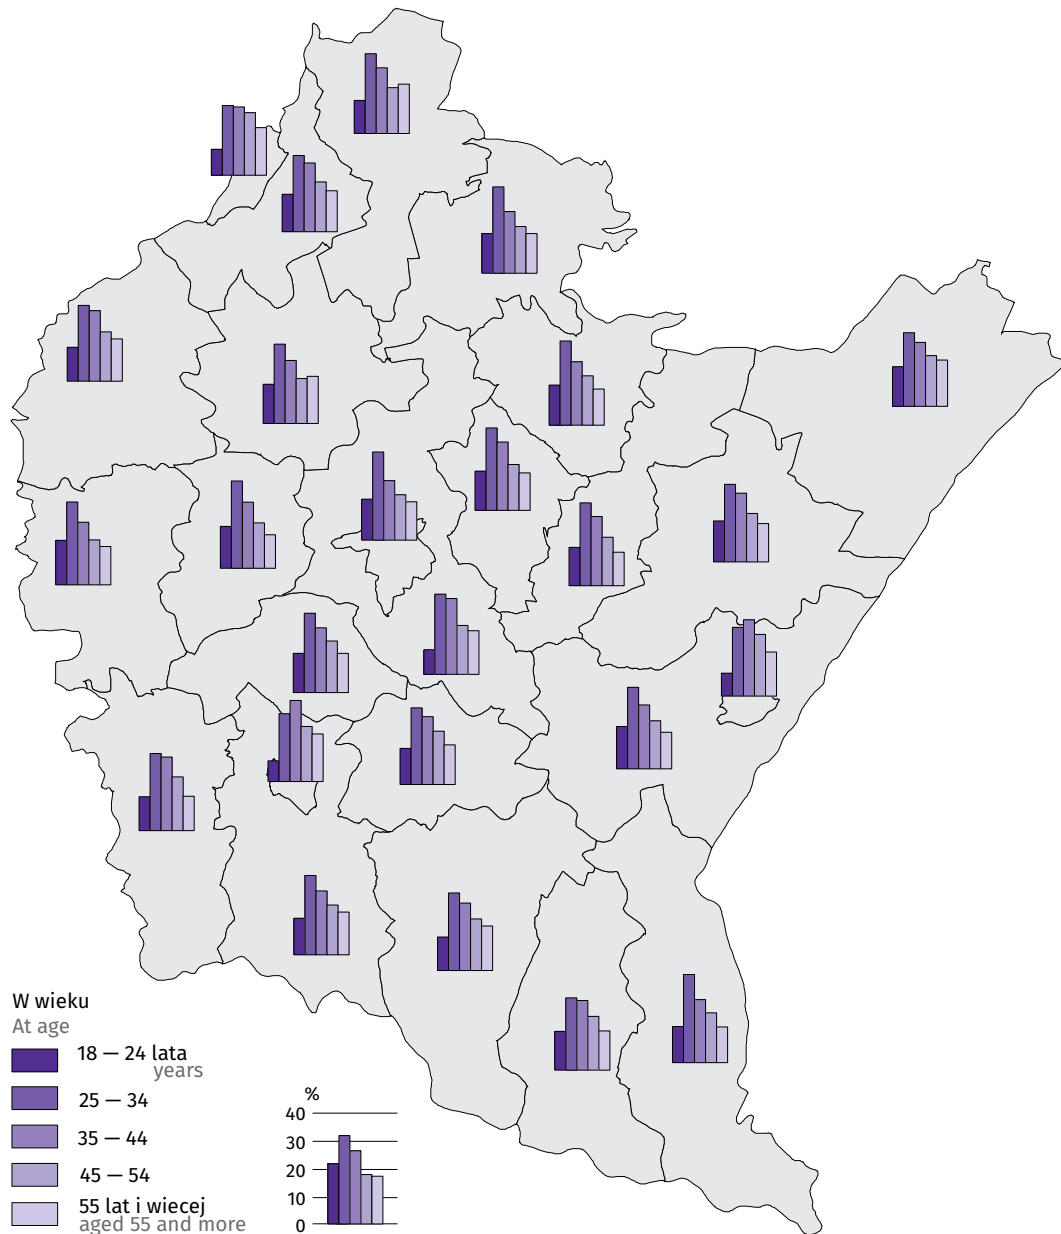 W wieku
At age
18 — 24 lata
years
25 — 34
35 — 44
45 — 54
55 lat i wiecej
aged 55 and more
%
40
30
20
10
0